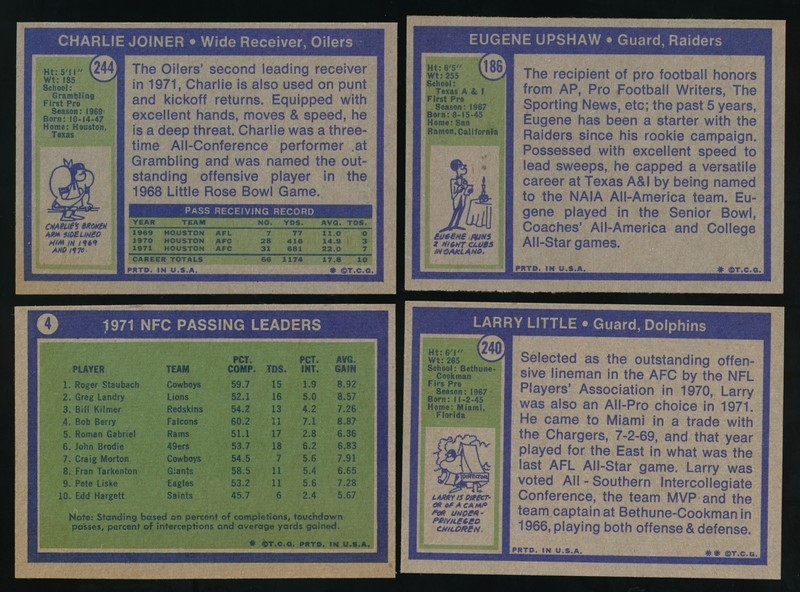 CHARLIE JOINER • Wide Receiver, Oilers
244
Ht: 5'11"
Wt: 185
School:
Grambling
First Pro
Season: 1969
Born: 10-14-47
Home: Houston,
Texas
CHARLIE'S BROKEN
ARM SIDELINED
HIM IN 1969
AND 1970.
The Oilers' second leading receiver
in 1971, Charlie is also used on punt
and kickoff returns. Equipped with
excellent hands, moves & speed, he
is a deep threat. Charlie was a three-
time All-Conference performer at
Grambling and was named the out-
standing offensive player in the
1968 Little Rose Bowl Game.
PASS RECEIVING RECORD
YEAR TEAM NO. YDS. AVG. TDS.
1969 HOUSTON AFL 7 77 11.0 0
1970 HOUSTON AFC 28 416 14.9 3
1971 HOUSTON AFC 31 681 22.0 7
CAREER TOTALS 66 1174 17.8 10
PRTD. IN U.S.A. * ©T.C.G.
EUGENE UPSHAW • Guard, Raiders
186
Ht: 6'5"
Wt: 255
School:
Texas A & I
First Pro
Season: 1967
Born: 8-15-45
Home: San
Ramon, California
EUGENE RUNS
2 NIGHT CLUBS
IN OAKLAND.
The recipient of pro football honors
from AP, Pro Football Writers, The
Sporting News, etc; the past 5 years,
Eugene has been a starter with the
Raiders since his rookie campaign.
Possessed with excellent speed to
lead sweeps, he capped a versatile
career at Texas A&I by being named
to the NAIA All-America team. Eu-
gene played in the Senior Bowl,
Coaches' All-America and College
All-Star games.
PRTD. IN U.S.A. * ©T.C.G.
4
1971 NFC PASSING LEADERS
PLAYER TEAM PCT. COMP. TDS. PCT. INT. AVG. GAIN
1. Roger Staubach Cowboys 59.7 15 1.9 8.92
2. Greg Landry Lions 52.1 16 5.0 8.57
3. Bill Kilmer Redskins 54.2 13 4.2 7.26
4. Bob Berry Falcons 60.2 11 7.1 8.87
5. Roman Gabriel Rams 51.1 17 2.8 6.36
6. John Brodie 49ers 53.7 18 6.2 6.83
7. Craig Morton Cowboys 54.5 7 5.6 7.91
8. Fran Tarkenton Giants 58.5 11 5.4 6.65
9. Pete Liske Eagles 53.2 11 5.6 7.28
10. Edd Hargett Saints 45.7 6 2.4 5.67
Note: Standing based on percent of completions, touchdown
passes, percent of interceptions and average yards gained.
* ©T.C.G. PRTD. IN U.S.A.
LARRY LITTLE • Guard, Dolphins
240
Ht: 6'1"
Wt: 265
School: Bethune-
Cookman
Firs Pro
Season: 1967
Born: 11-2-45
Home: Miami,
Florida
LARRY IS DIRECT-
OR OF A CAMP
FOR UNDER-
PRIVILEGED
CHILDREN.
Selected as the outstanding offen-
sive lineman in the AFC by the NFL
Players' Association in 1970, Larry
was also an All-Pro choice in 1971.
He came to Miami in a trade with
the Chargers, 7-2-69, and that year
played for the East in what was the
last AFL All-Star game. Larry was
voted All-Southern Intercollegiate
Conference, the team MVP and the
team captain at Bethune-Cookman in
1966, playing both offense & defense.
PRTD. IN U.S.A. * * ©T.C.G.